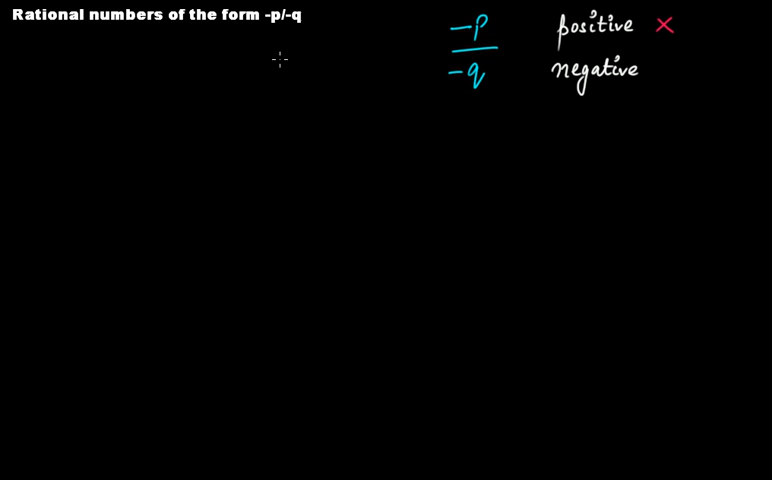 Rational numbers of the form -p/-q
-p positive ×
-q negative